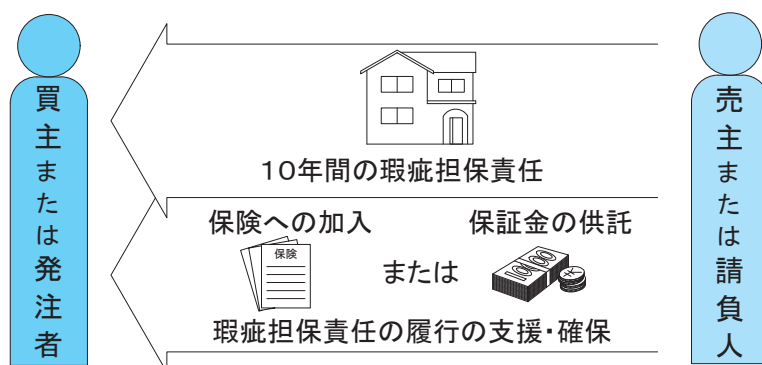 買主または発注者
10年間の瑕疵担保責任
保険への加入
保険
または
保証金の供託
100
¥
瑕疵担保責任の履行の支援・確保
売主または請負人